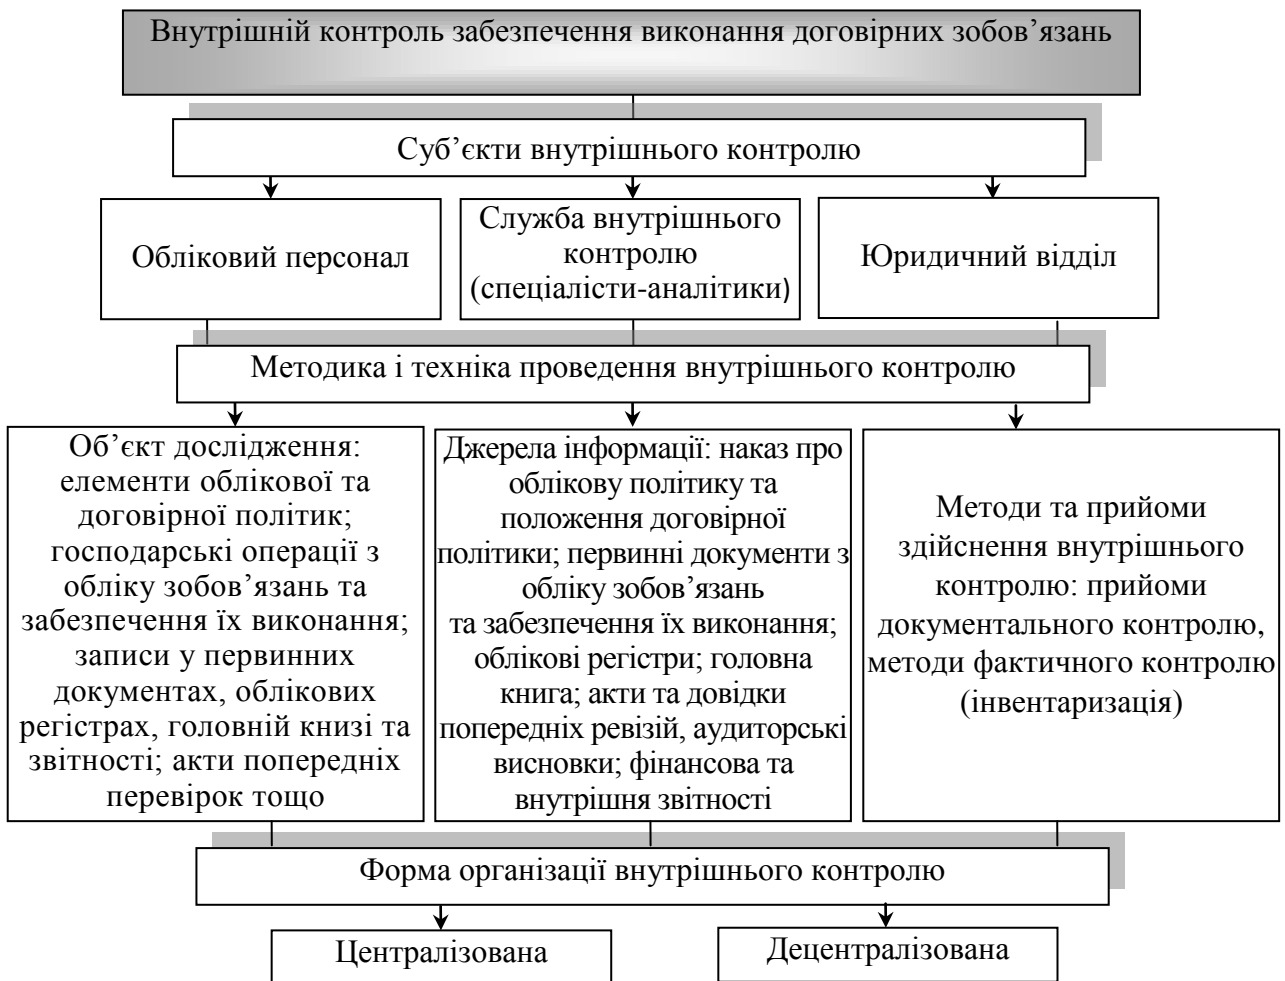 Внутрішній контроль забезпечення виконання договірних зобов’язань
Суб’єкти внутрішнього контролю
Обліковий персонал
Служба внутрішнього
контролю
(спеціалісти-аналітики)
Юридичний відділ
Методика і техніка проведення внутрішнього контролю
Об’єкт дослідження:
елементи облікової та
договірної політик;
господарські операції з
обліку зобов’язань та
забезпечення їх виконання;
записи у первинних
документах, облікових
регістрах, головній книзі та
звітності; акти попередніх
перевірок тощо
Джерела інформації: наказ про
облікову політику та
положення договірної
політики; первинні документи з
обліку зобов’язань
та забезпечення їх виконання;
облікові регістри; головна
книга; акти та довідки
попередніх ревізій, аудиторські
висновки; фінансова та
внутрішня звітності
Методи та прийоми
здійснення внутрішнього
контролю: прийоми
документального контролю,
методи фактичного контролю
(інвентаризація)
Форма організації внутрішнього контролю
Централізована
Децентралізована